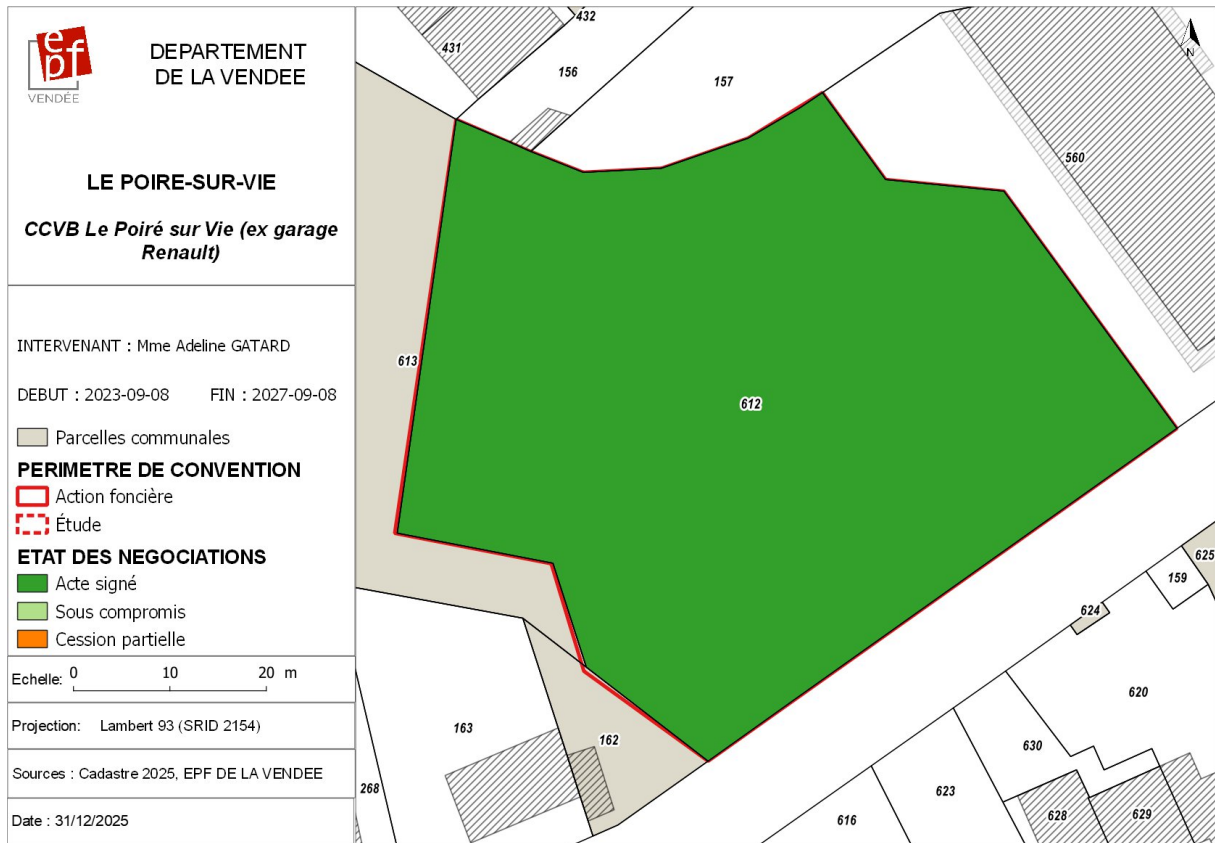 epf
VENDÉE
DEPARTEMENT
DE LA VENDEE
LE POIRE-SUR-VIE
CCVB Le Poiré sur Vie (ex garage
Renault)
INTERVENANT : Mme Adeline GATARD
DEBUT : 2023-09-08 FIN : 2027-09-08
Parcelles communales
PERIMETRE DE CONVENTION
Action foncière
Étude
ETAT DES NEGOCIATIONS
Acte signé
Sous compromis
Cession partielle
Echelle: 0 10 20 m
Projection: Lambert 93 (SRID 2154)
Sources : Cadastre 2025, EPF DE LA VENDEE
Date : 31/12/2025
432
431
156
157
N
560
613
612
625
159
624
620
163
162
630
268
623
616
628
629